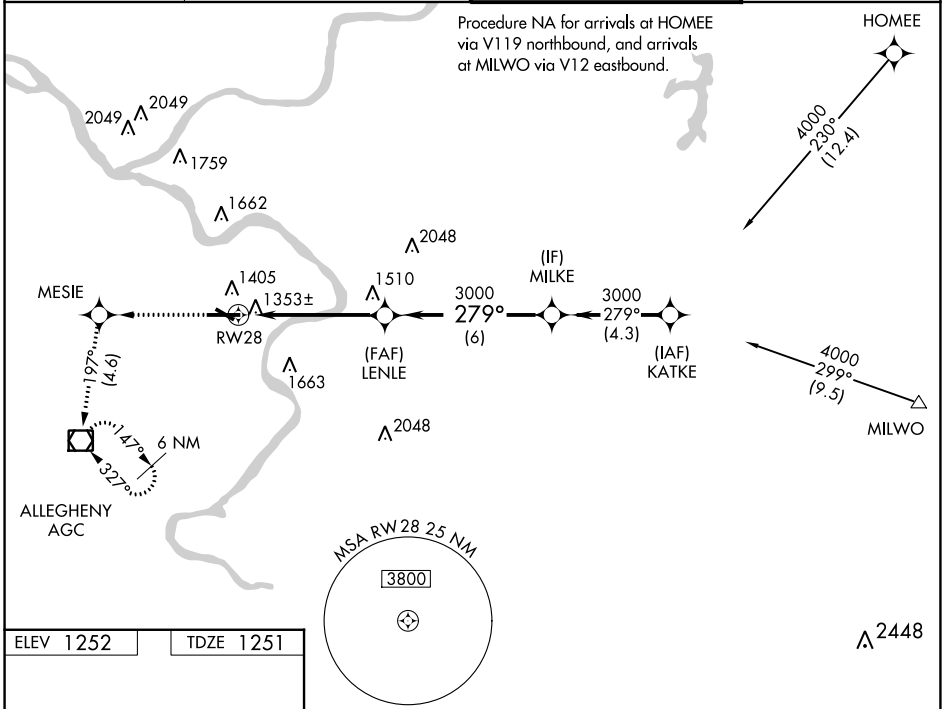 Procedure NA for arrivals at HOMEE
via V119 northbound, and arrivals
at MILWO via V12 eastbound.
HOMEE
4000
230°
(12.4)
2049
2049
1759
1662
2048
1405
1353±
1510
MESIE
RW28
(FAF)
LENLE
3000
279°
(6)
(IF)
MILKE
3000
279°
(4.3)
(IAF)
KATKE
4000
299°
(9.5)
MILWO
1663
2048
197°
(4.6)
147°
6 NM
327°
ALLEGHENY
AGC
MSA RW28 25 NM
3800
2448
ELEV 1252
TDZE 1251